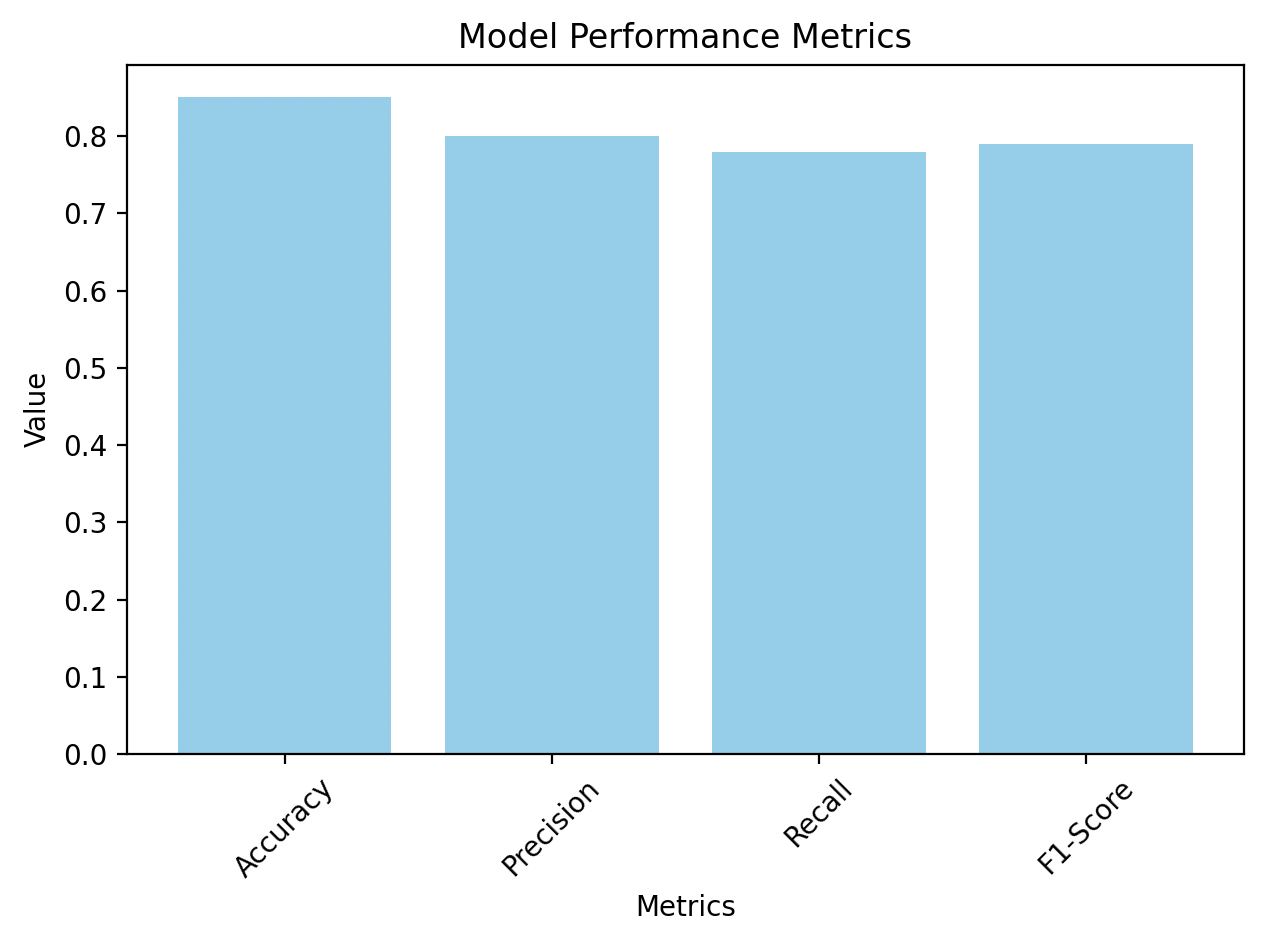 Model Performance Metrics
Value
0.8
0.7
0.6
0.5
0.4
0.3
0.2
0.1
0.0
Accuracy
Precision
Recall
F1-Score
Metrics